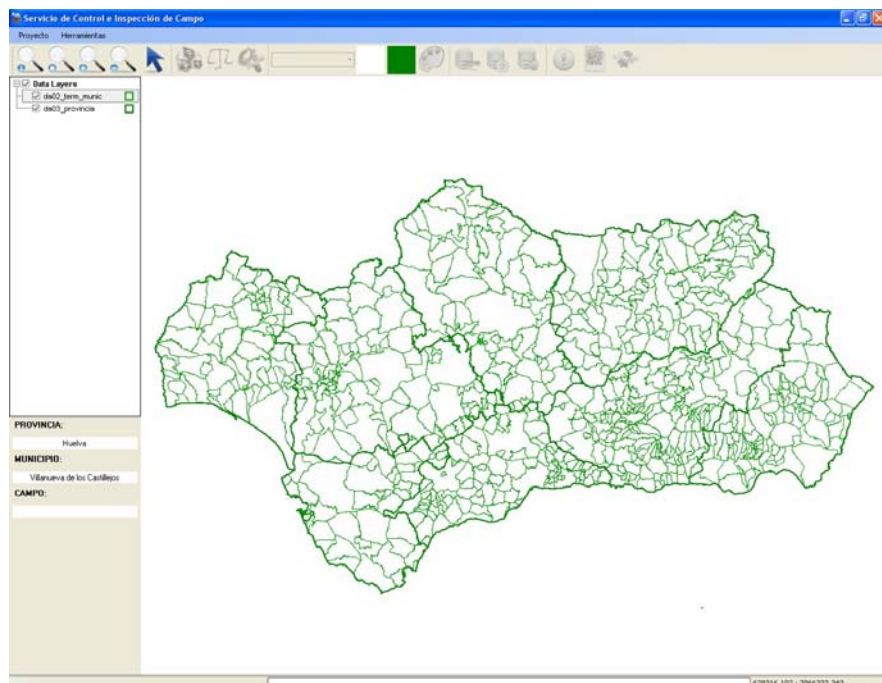 Servicio de Control e Inspección de Campo
Proyecto Herramientas
Data Layers
da02_term_munic
da03_provincia
PROVINCIA:
Huelva
MUNICIPIO:
Villanueva de los Castillejos
CAMPO: